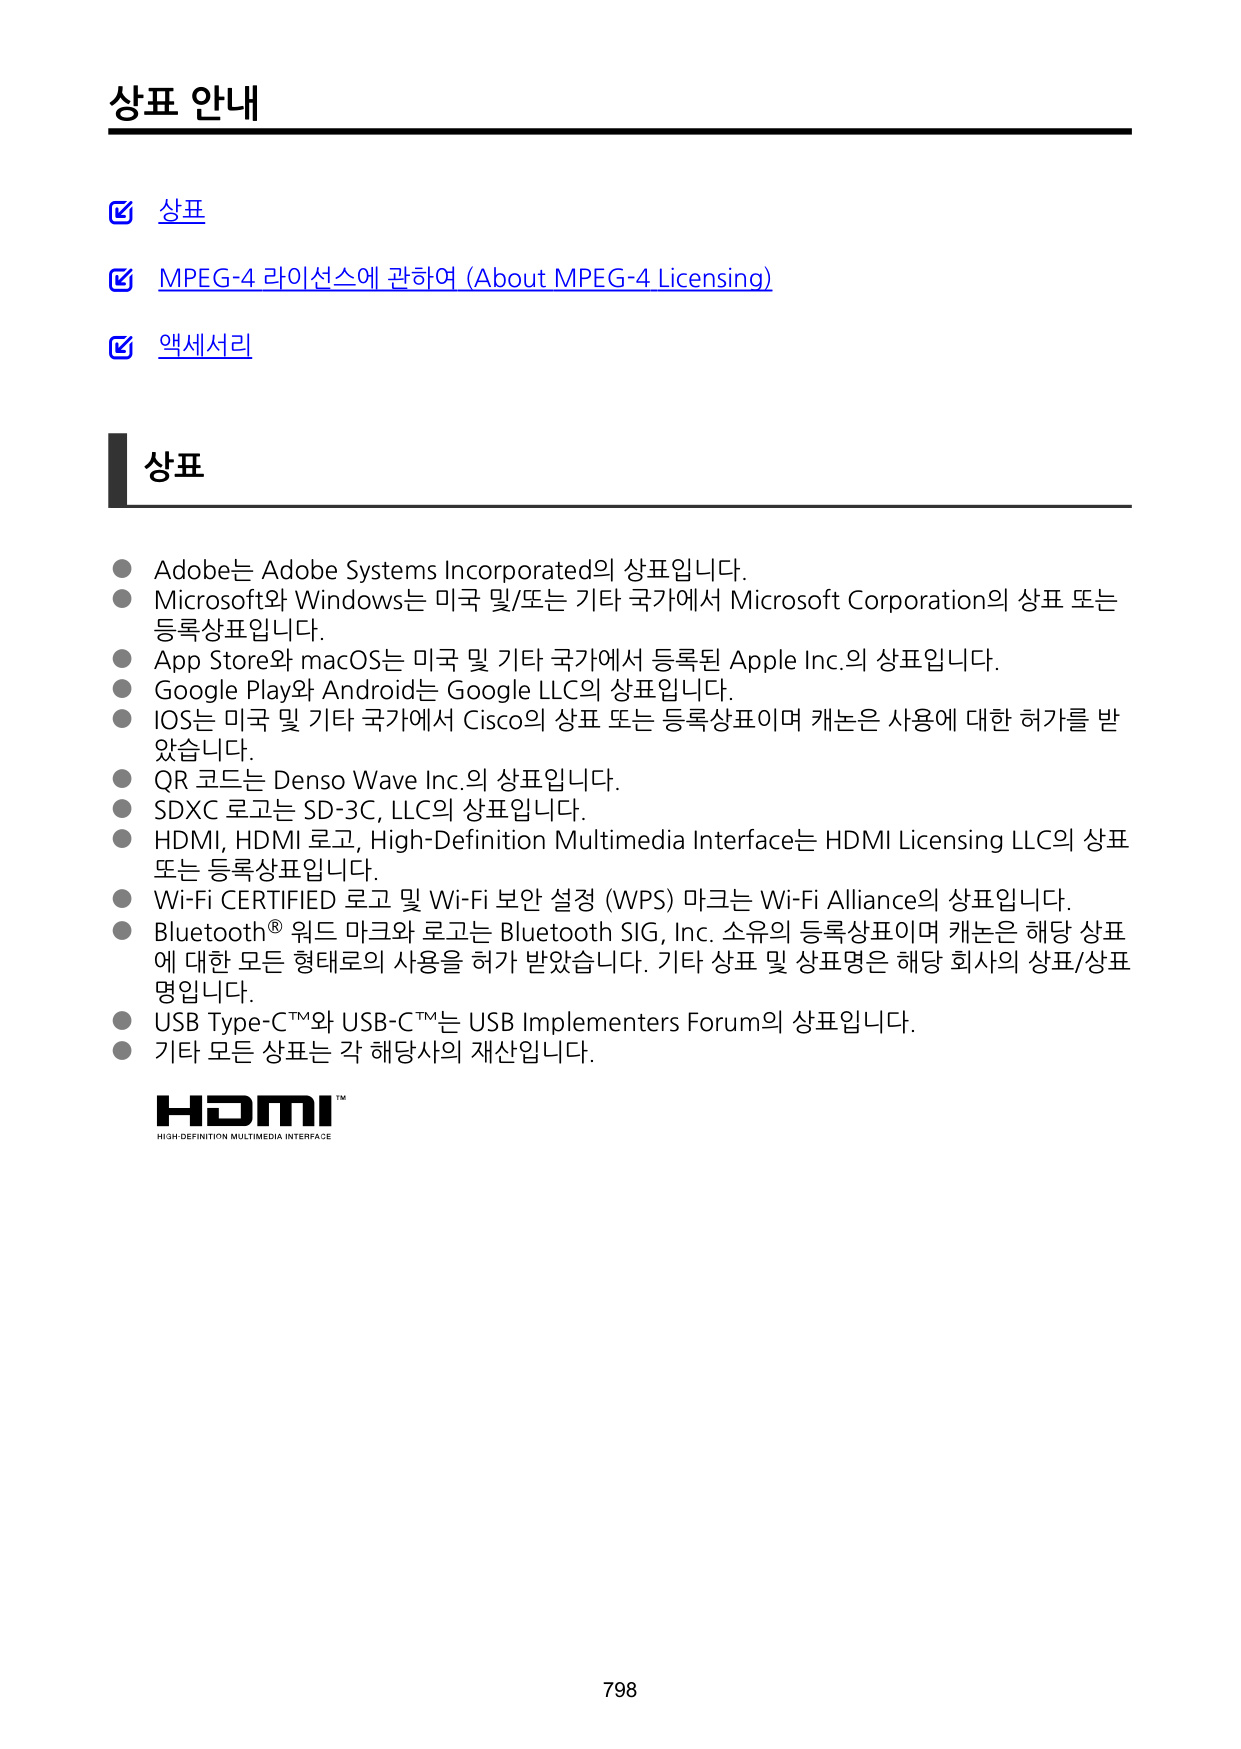 상표 안내
상표
MPEG-4 라이선스에 관하여 (About MPEG-4 Licensing)
액세서리
상표
● Adobe는 Adobe Systems Incorporated의 상표입니다.
● Microsoft와 Windows는 미국 및/또는 기타 국가에서 Microsoft Corporation의 상표 또는
등록상표입니다.
● App Store와 macOS는 미국 및 기타 국가에서 등록된 Apple Inc.의 상표입니다.
● Google Play와 Android는 Google LLC의 상표입니다.
● IOS는 미국 및 기타 국가에서 Cisco의 상표 또는 등록상표이며 캐논은 사용에 대한 허가를 받
았습니다.
● QR 코드는 Denso Wave Inc.의 상표입니다.
● SDXC 로고는 SD-3C, LLC의 상표입니다.
● HDMI, HDMI 로고, High-Definition Multimedia Interface는 HDMI Licensing LLC의 상표
또는 등록상표입니다.
● Wi-Fi CERTIFIED 로고 및 Wi-Fi 보안 설정 (WPS) 마크는 Wi-Fi Alliance의 상표입니다.
● Bluetooth® 워드 마크와 로고는 Bluetooth SIG, Inc. 소유의 등록상표이며 캐논은 해당 상표
에 대한 모든 형태로의 사용을 허가 받았습니다. 기타 상표 및 상표명은 해당 회사의 상표/상표
명입니다.
● USB Type-C™와 USB-C™는 USB Implementers Forum의 상표입니다.
● 기타 모든 상표는 각 해당사의 재산입니다.
HDMI™
HIGH-DEFINITION MULTIMEDIA INTERFACE
798